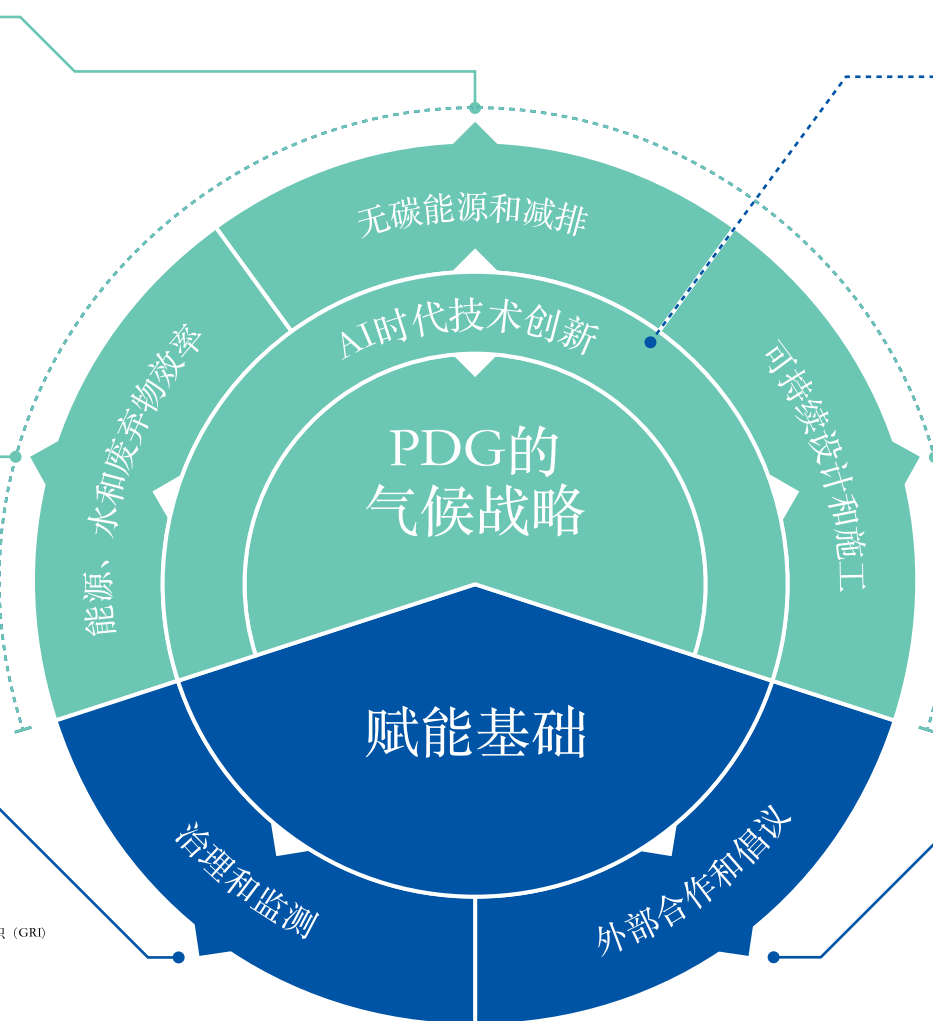 无碳能源和减排
AI时代技术创新
能源、水和废弃物效率
可持续设计和施工
PDG的
气候战略
赋能基础
治理和监测
外部合作和倡议
（GRI）